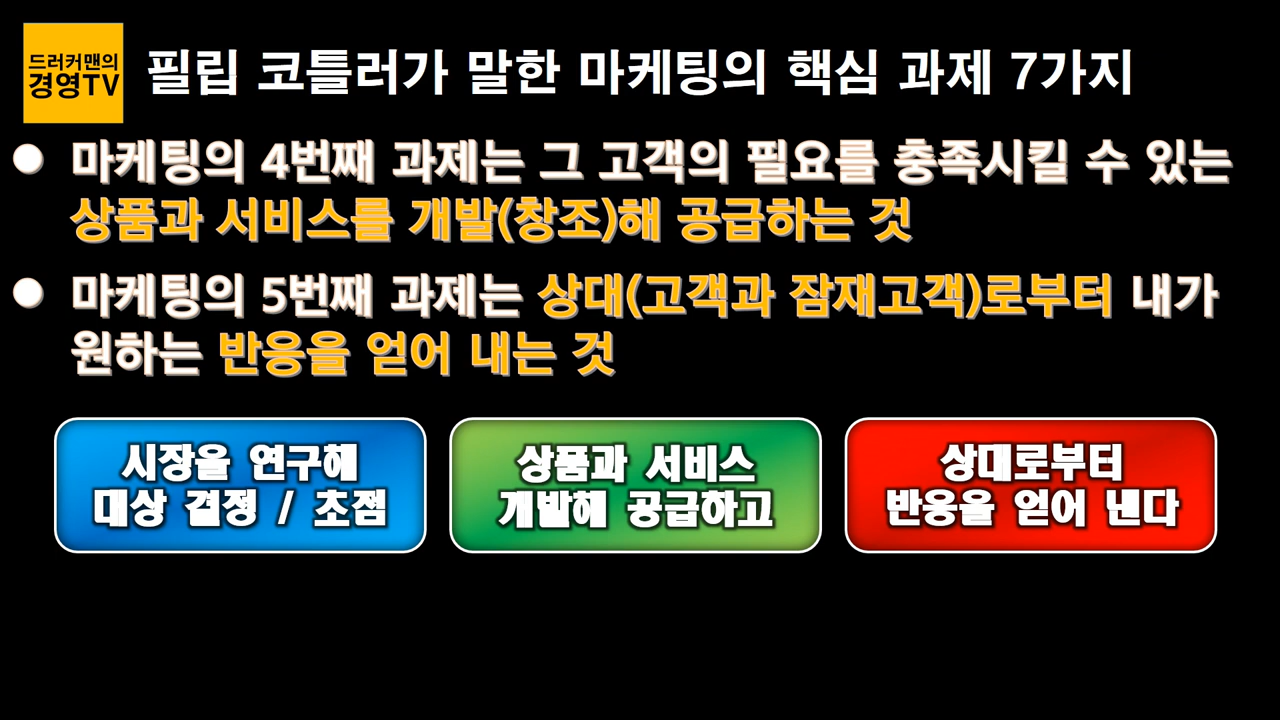 드러커맨의
경영TV
필립 코틀러가 말한 마케팅의 핵심 과제 7가지
● 마케팅의 4번째 과제는 그 고객의 필요를 충족시킬 수 있는
상품과 서비스를 개발(창조)해 공급하는 것
● 마케팅의 5번째 과제는 상대(고객과 잠재고객)로부터 내가
원하는 반응을 얻어 내는 것
시장을 연구해
대상 결정 / 초점
상품과 서비스
개발해 공급하고
상대로부터
반응을 얻어 낸다